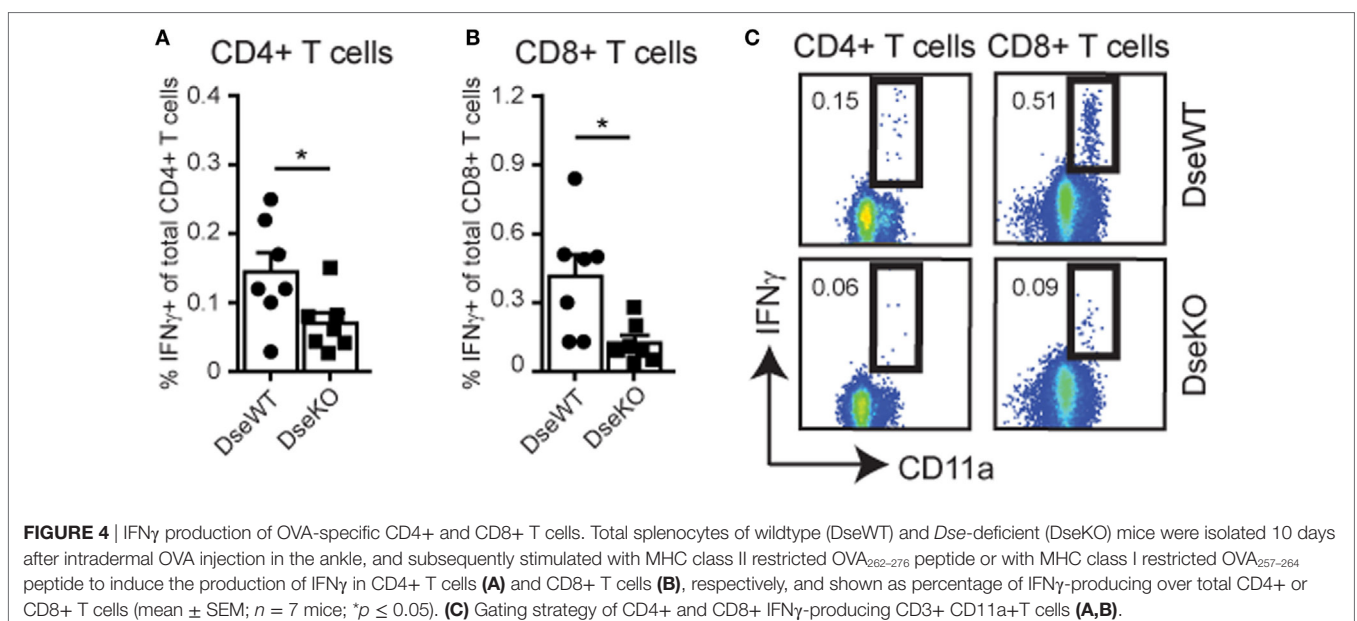 A
CD4+ T cells
% IFNγ+ of total CD4+ T cells
0.4
0.3
0.2
0.1
0
*
DseWT
DseKO
B
CD8+ T cells
% IFNγ+ of total CD8+ T cells
1.2
0.9
0.6
0.3
0
*
DseWT
DseKO
C
CD4+ T cells CD8+ T cells
0.15
0.51
DseWT
0.06
0.09
DseKO
IFNγ
CD11a
FIGURE 4 | IFNγ production of OVA-specific CD4+ and CD8+ T cells. Total splenocytes of wildtype (DseWT) and Dse-deficient (DseKO) mice were isolated 10 days
after intradermal OVA injection in the ankle, and subsequently stimulated with MHC class II restricted OVA262–276 peptide or with MHC class I restricted OVA257–264
peptide to induce the production of IFNγ in CD4+ T cells (A) and CD8+ T cells (B), respectively, and shown as percentage of IFNγ-producing over total CD4+ or
CD8+ T cells (mean ± SEM; n = 7 mice; *p ≤ 0.05). (C) Gating strategy of CD4+ and CD8+ IFNγ-producing CD3+ CD11a+T cells (A,B).